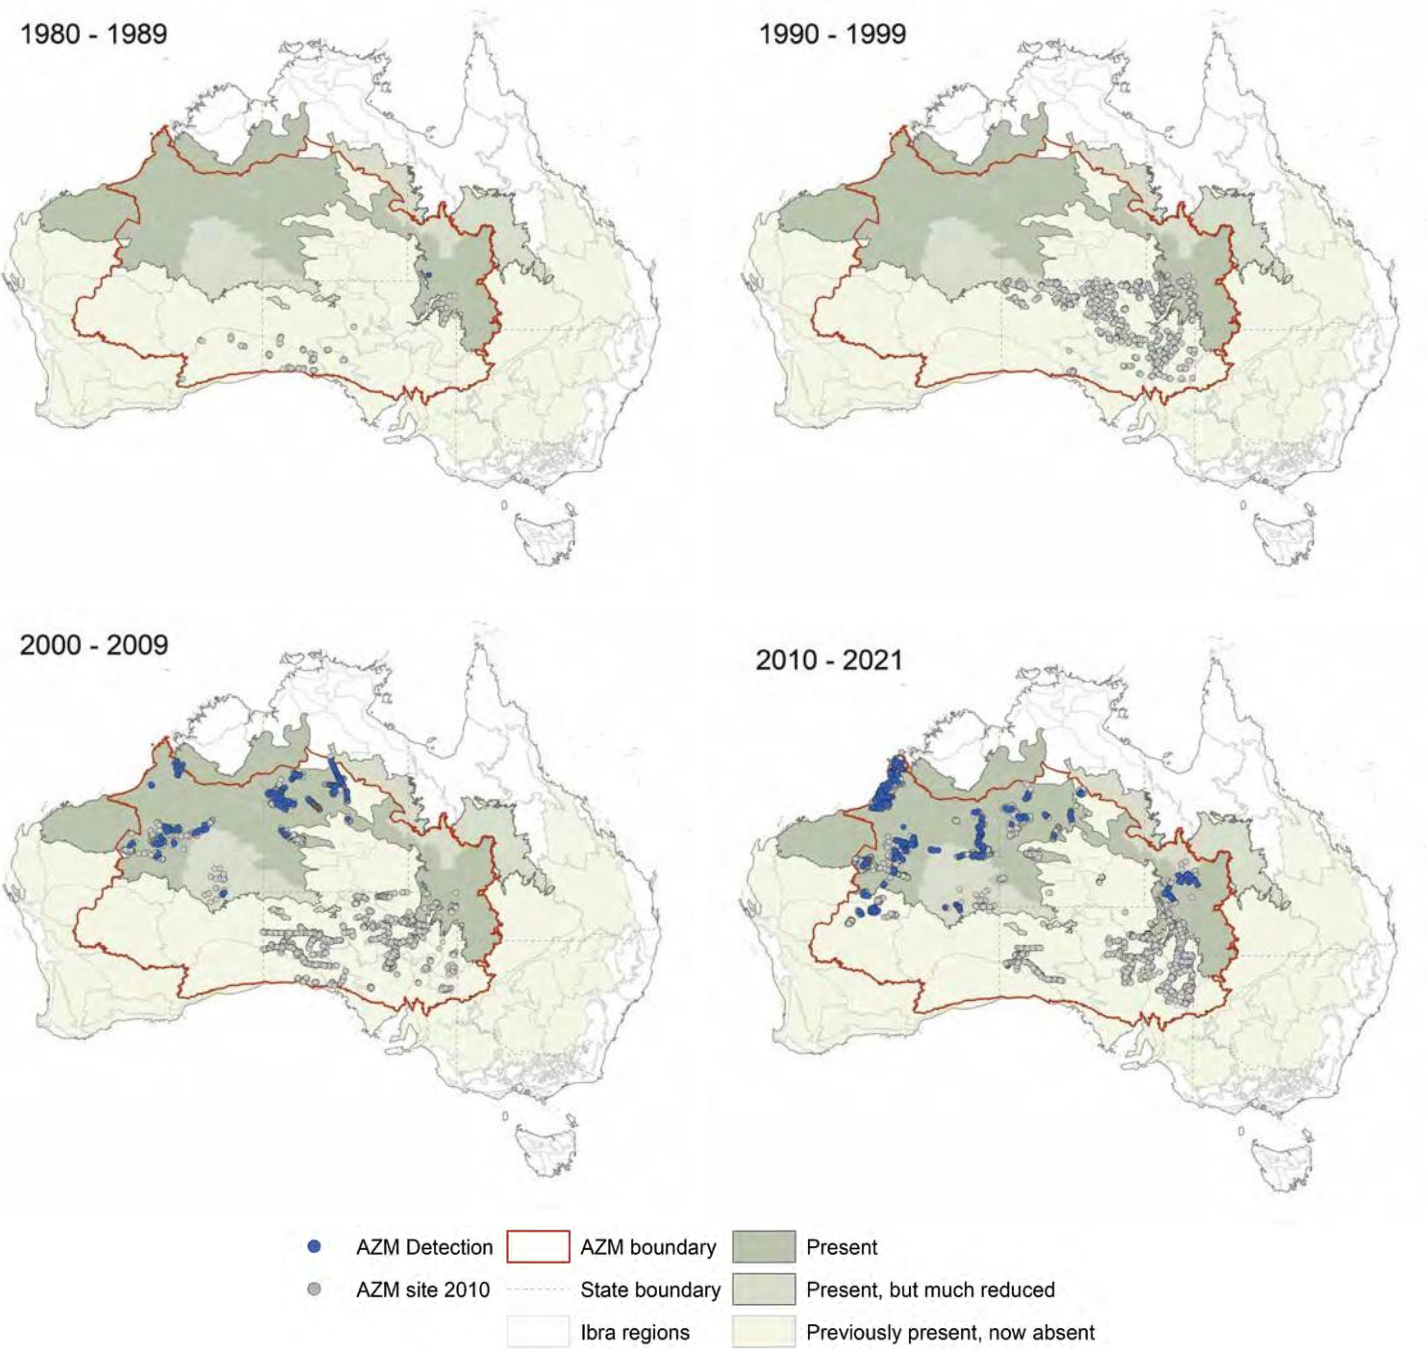 1980 - 1989
1990 - 1999
2000 - 2009
2010 - 2021
AZM Detection
AZM boundary
Present
AZM site 2010
State boundary
Present, but much reduced
Ibra regions
Previously present, now absent